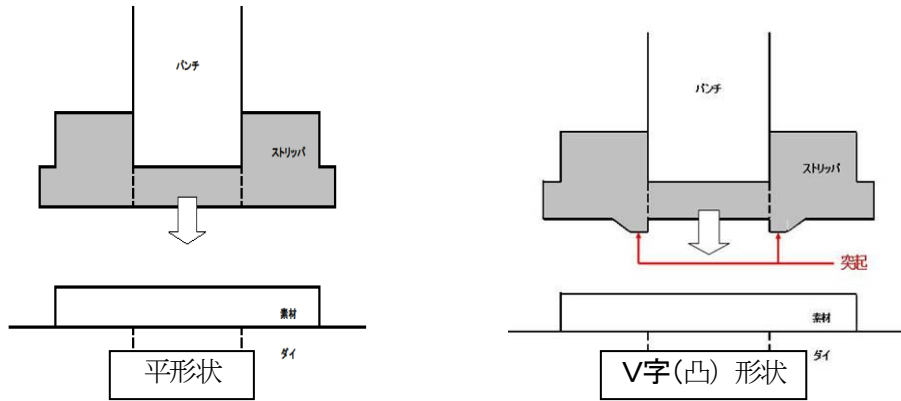 パンチ
ストリッパ
素材
ダイ
平形状
パンチ
ストリッパ
突起
素材
ダイ
V字(凸) 形状